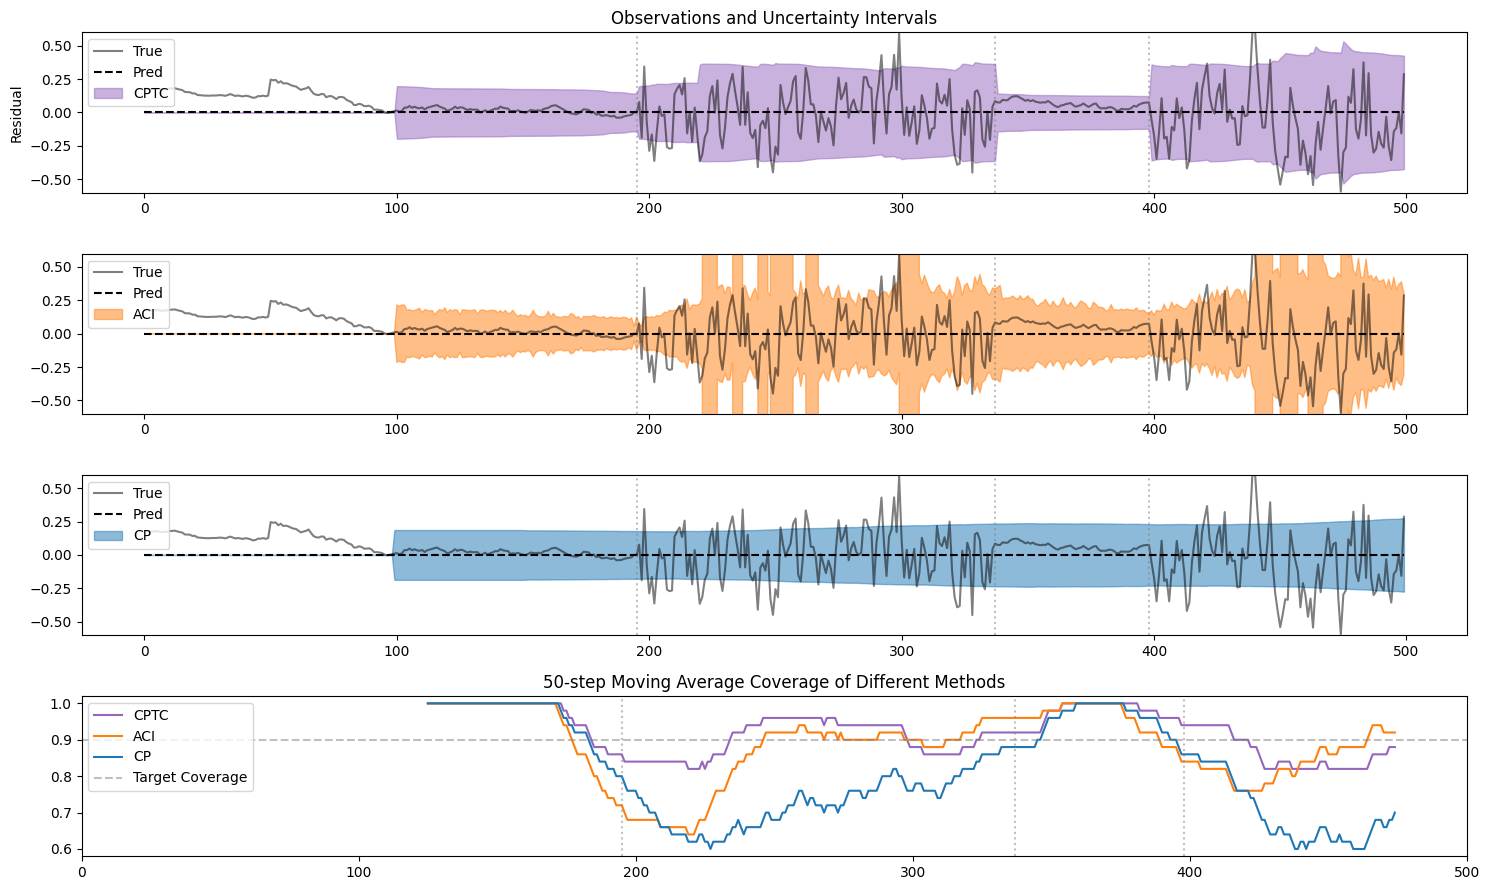 Observations and Uncertainty Intervals
Residual
0.50
0.25
0.00
−0.25
−0.50
True
Pred
CPTC
0 100 200 300 400 500
0.50
0.25
0.00
−0.25
−0.50
True
Pred
ACI
0 100 200 300 400 500
0.50
0.25
0.00
−0.25
−0.50
True
Pred
CP
0 100 200 300 400 500
50-step Moving Average Coverage of Different Methods
1.0
0.9
0.8
0.7
0.6
CPTC
ACI
CP
Target Coverage
0 100 200 300 400 500